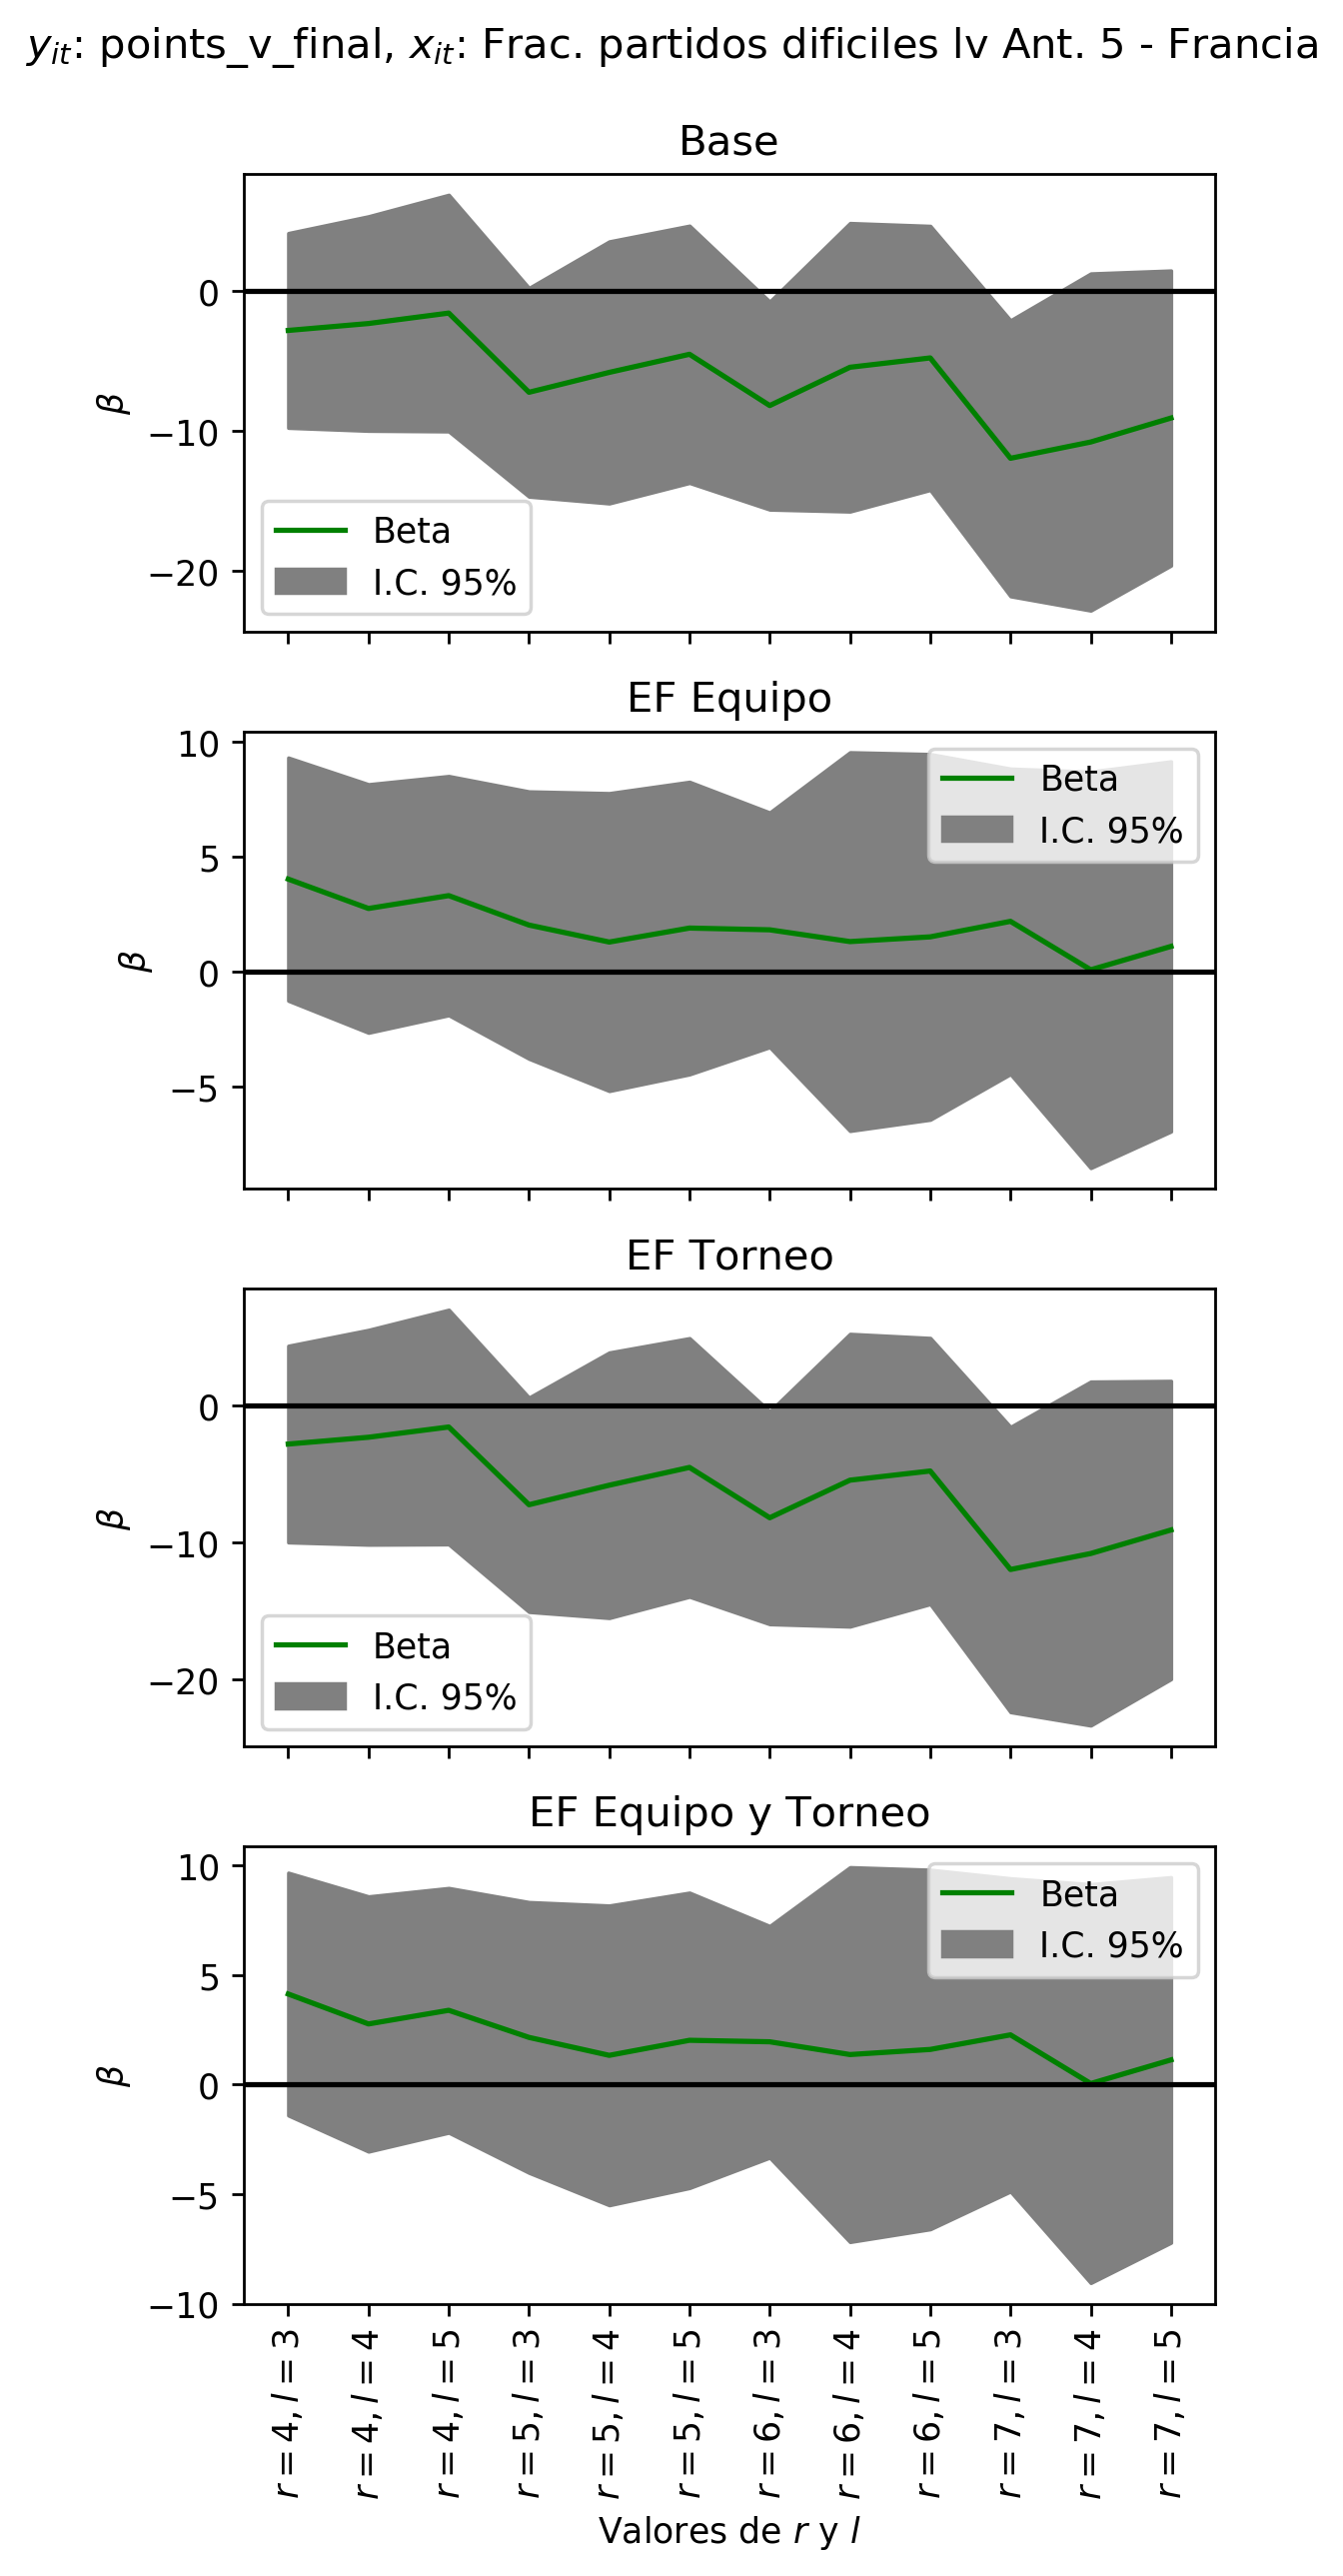 y_it: points_v_final, x_it: Frac. partidos dificiles lv Ant. 5 - Francia
Base
0
−10
−20
β
Beta
I.C. 95%
EF Equipo
10
5
0
−5
β
Beta
I.C. 95%
EF Torneo
0
−10
−20
β
Beta
I.C. 95%
EF Equipo y Torneo
10
5
0
−5
−10
β
Beta
I.C. 95%
r = 4, l = 3
r = 4, l = 4
r = 4, l = 5
r = 5, l = 3
r = 5, l = 4
r = 5, l = 5
r = 6, l = 3
r = 6, l = 4
r = 6, l = 5
r = 7, l = 3
r = 7, l = 4
r = 7, l = 5
Valores de r y l